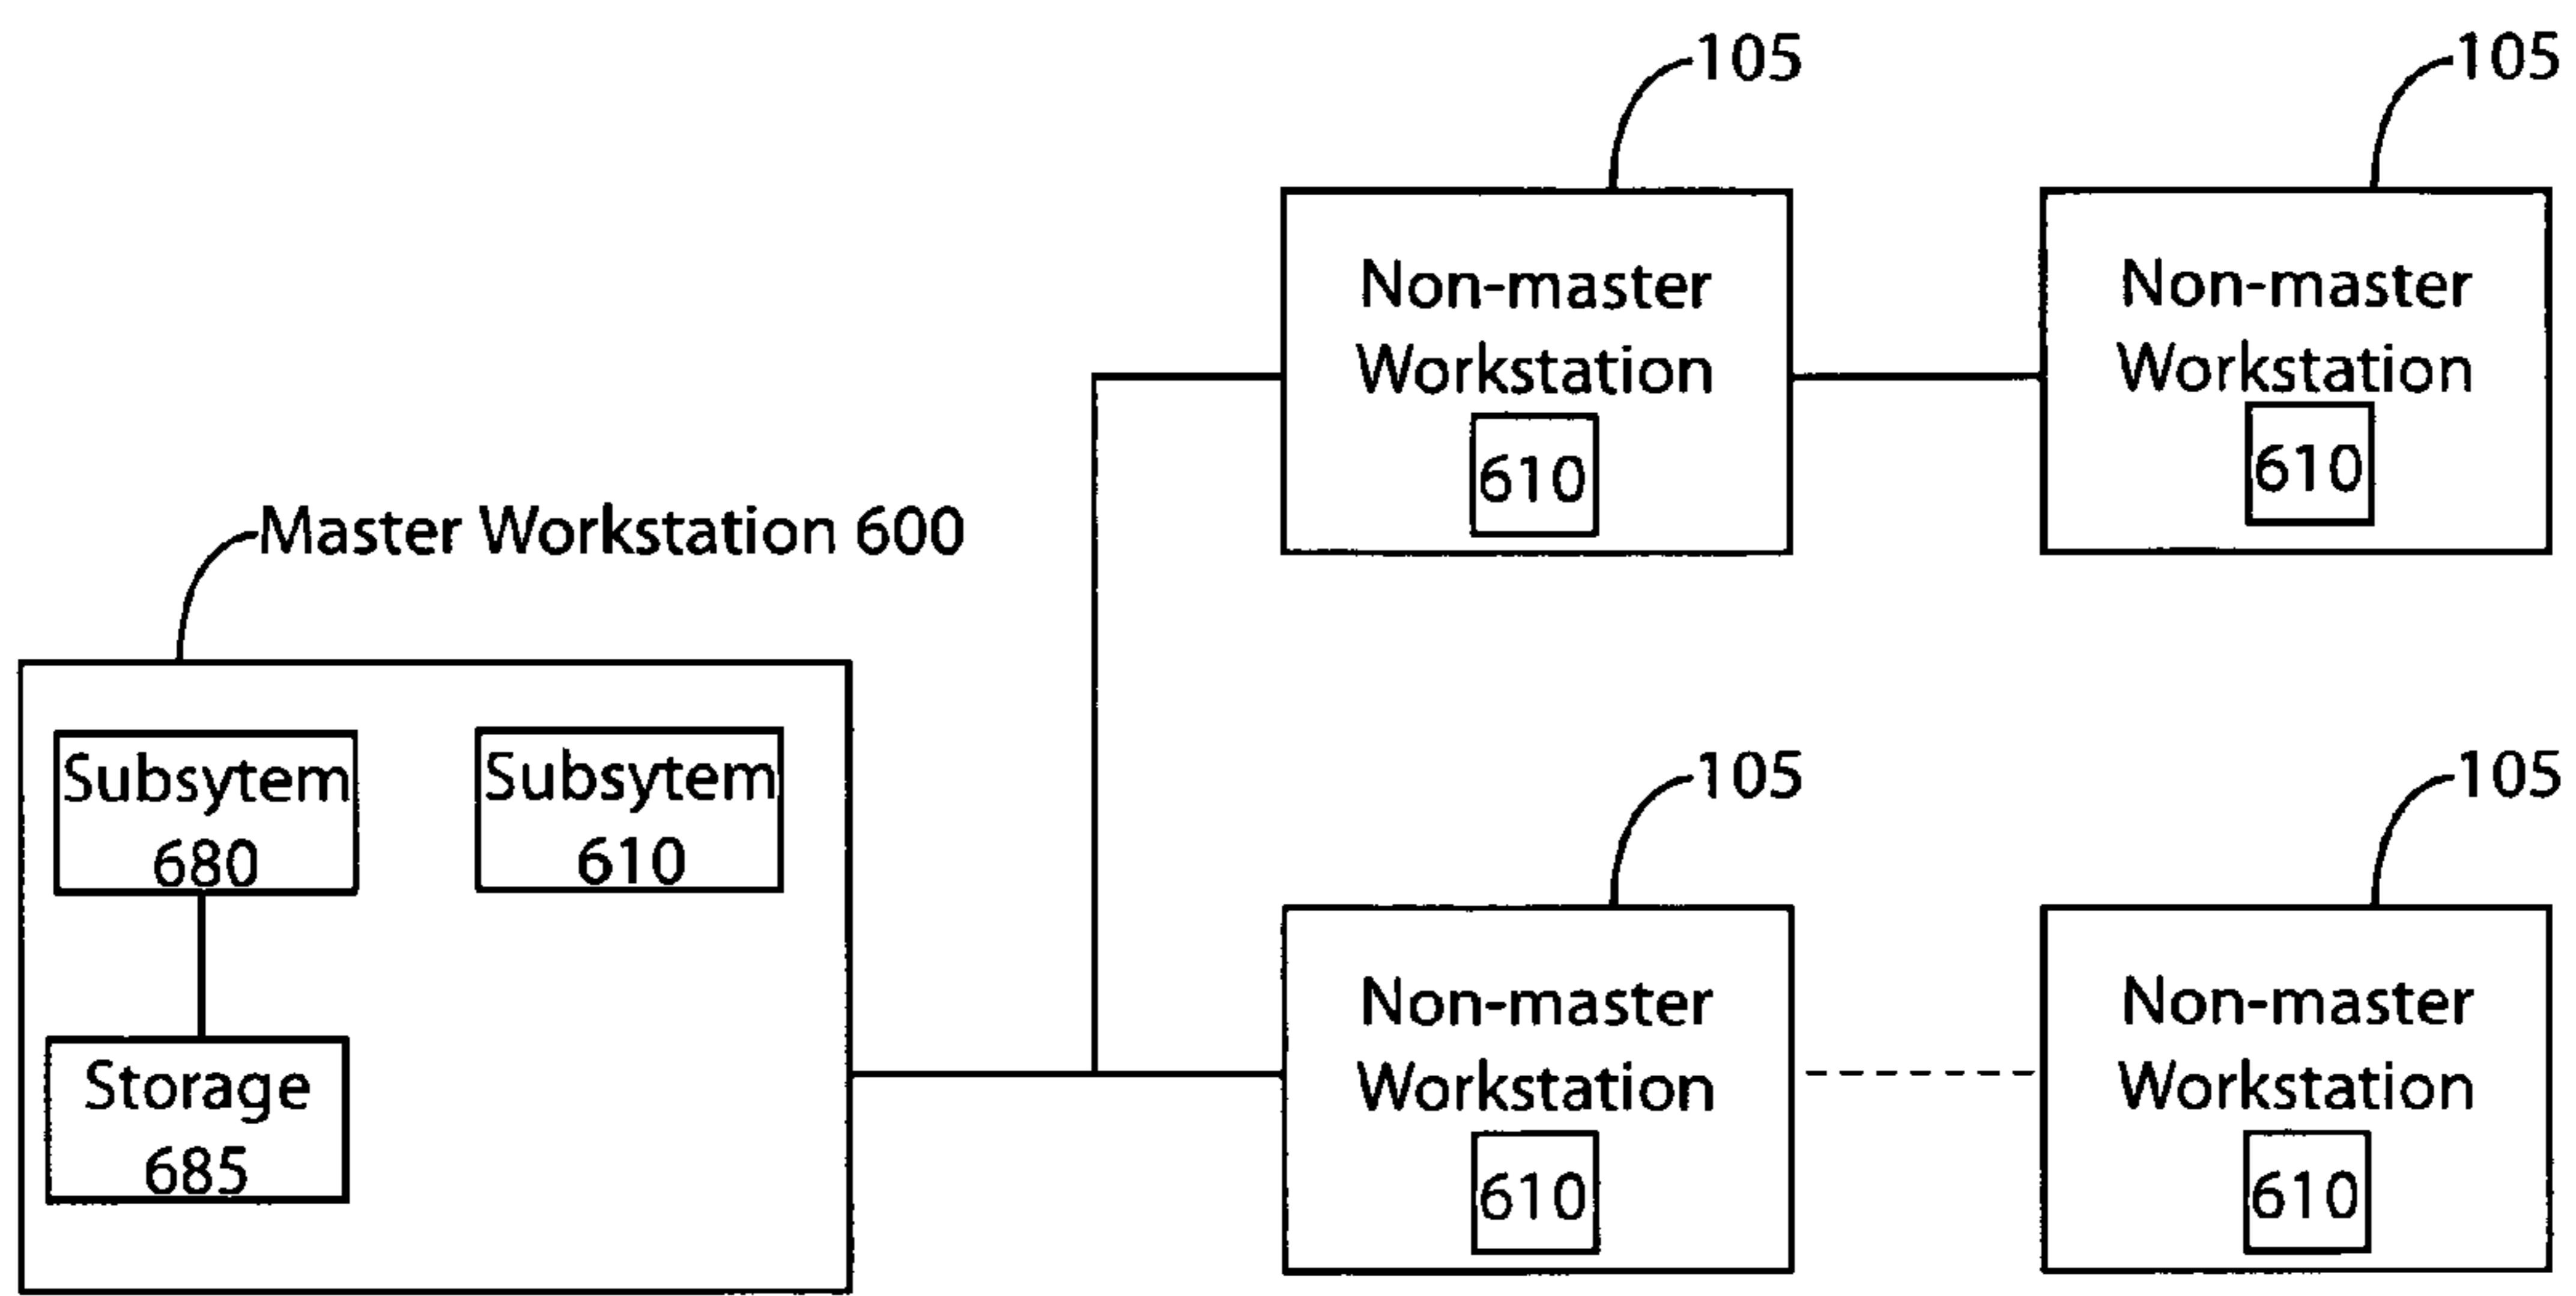 105
105
Non-master
Workstation
610
Non-master
Workstation
610
Master Workstation 600
Subsytem
680
Subsytem
610
Storage
685
105
105
Non-master
Workstation
610
Non-master
Workstation
610